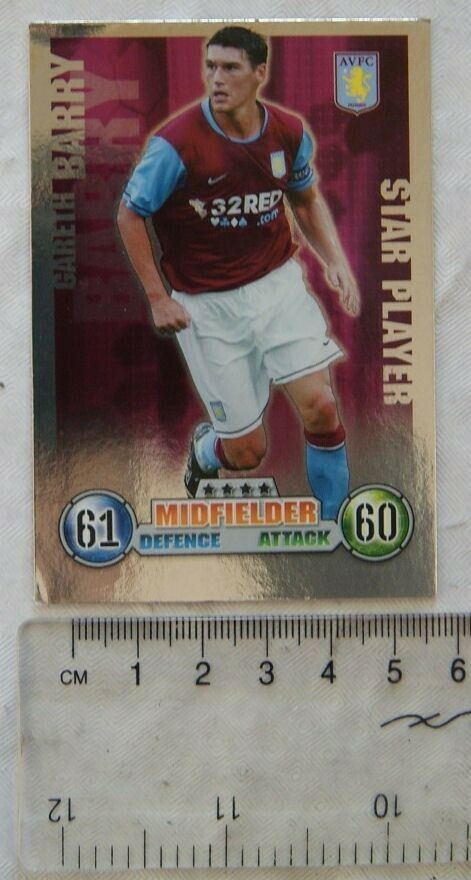 GARETH BARRY
BARRY
AVFC
32RED
.com
STAR PLAYER
MIDFIELDER
61
60
DEFENCE ATTACK
CM 1 2 3 4 5 6
12 11 10